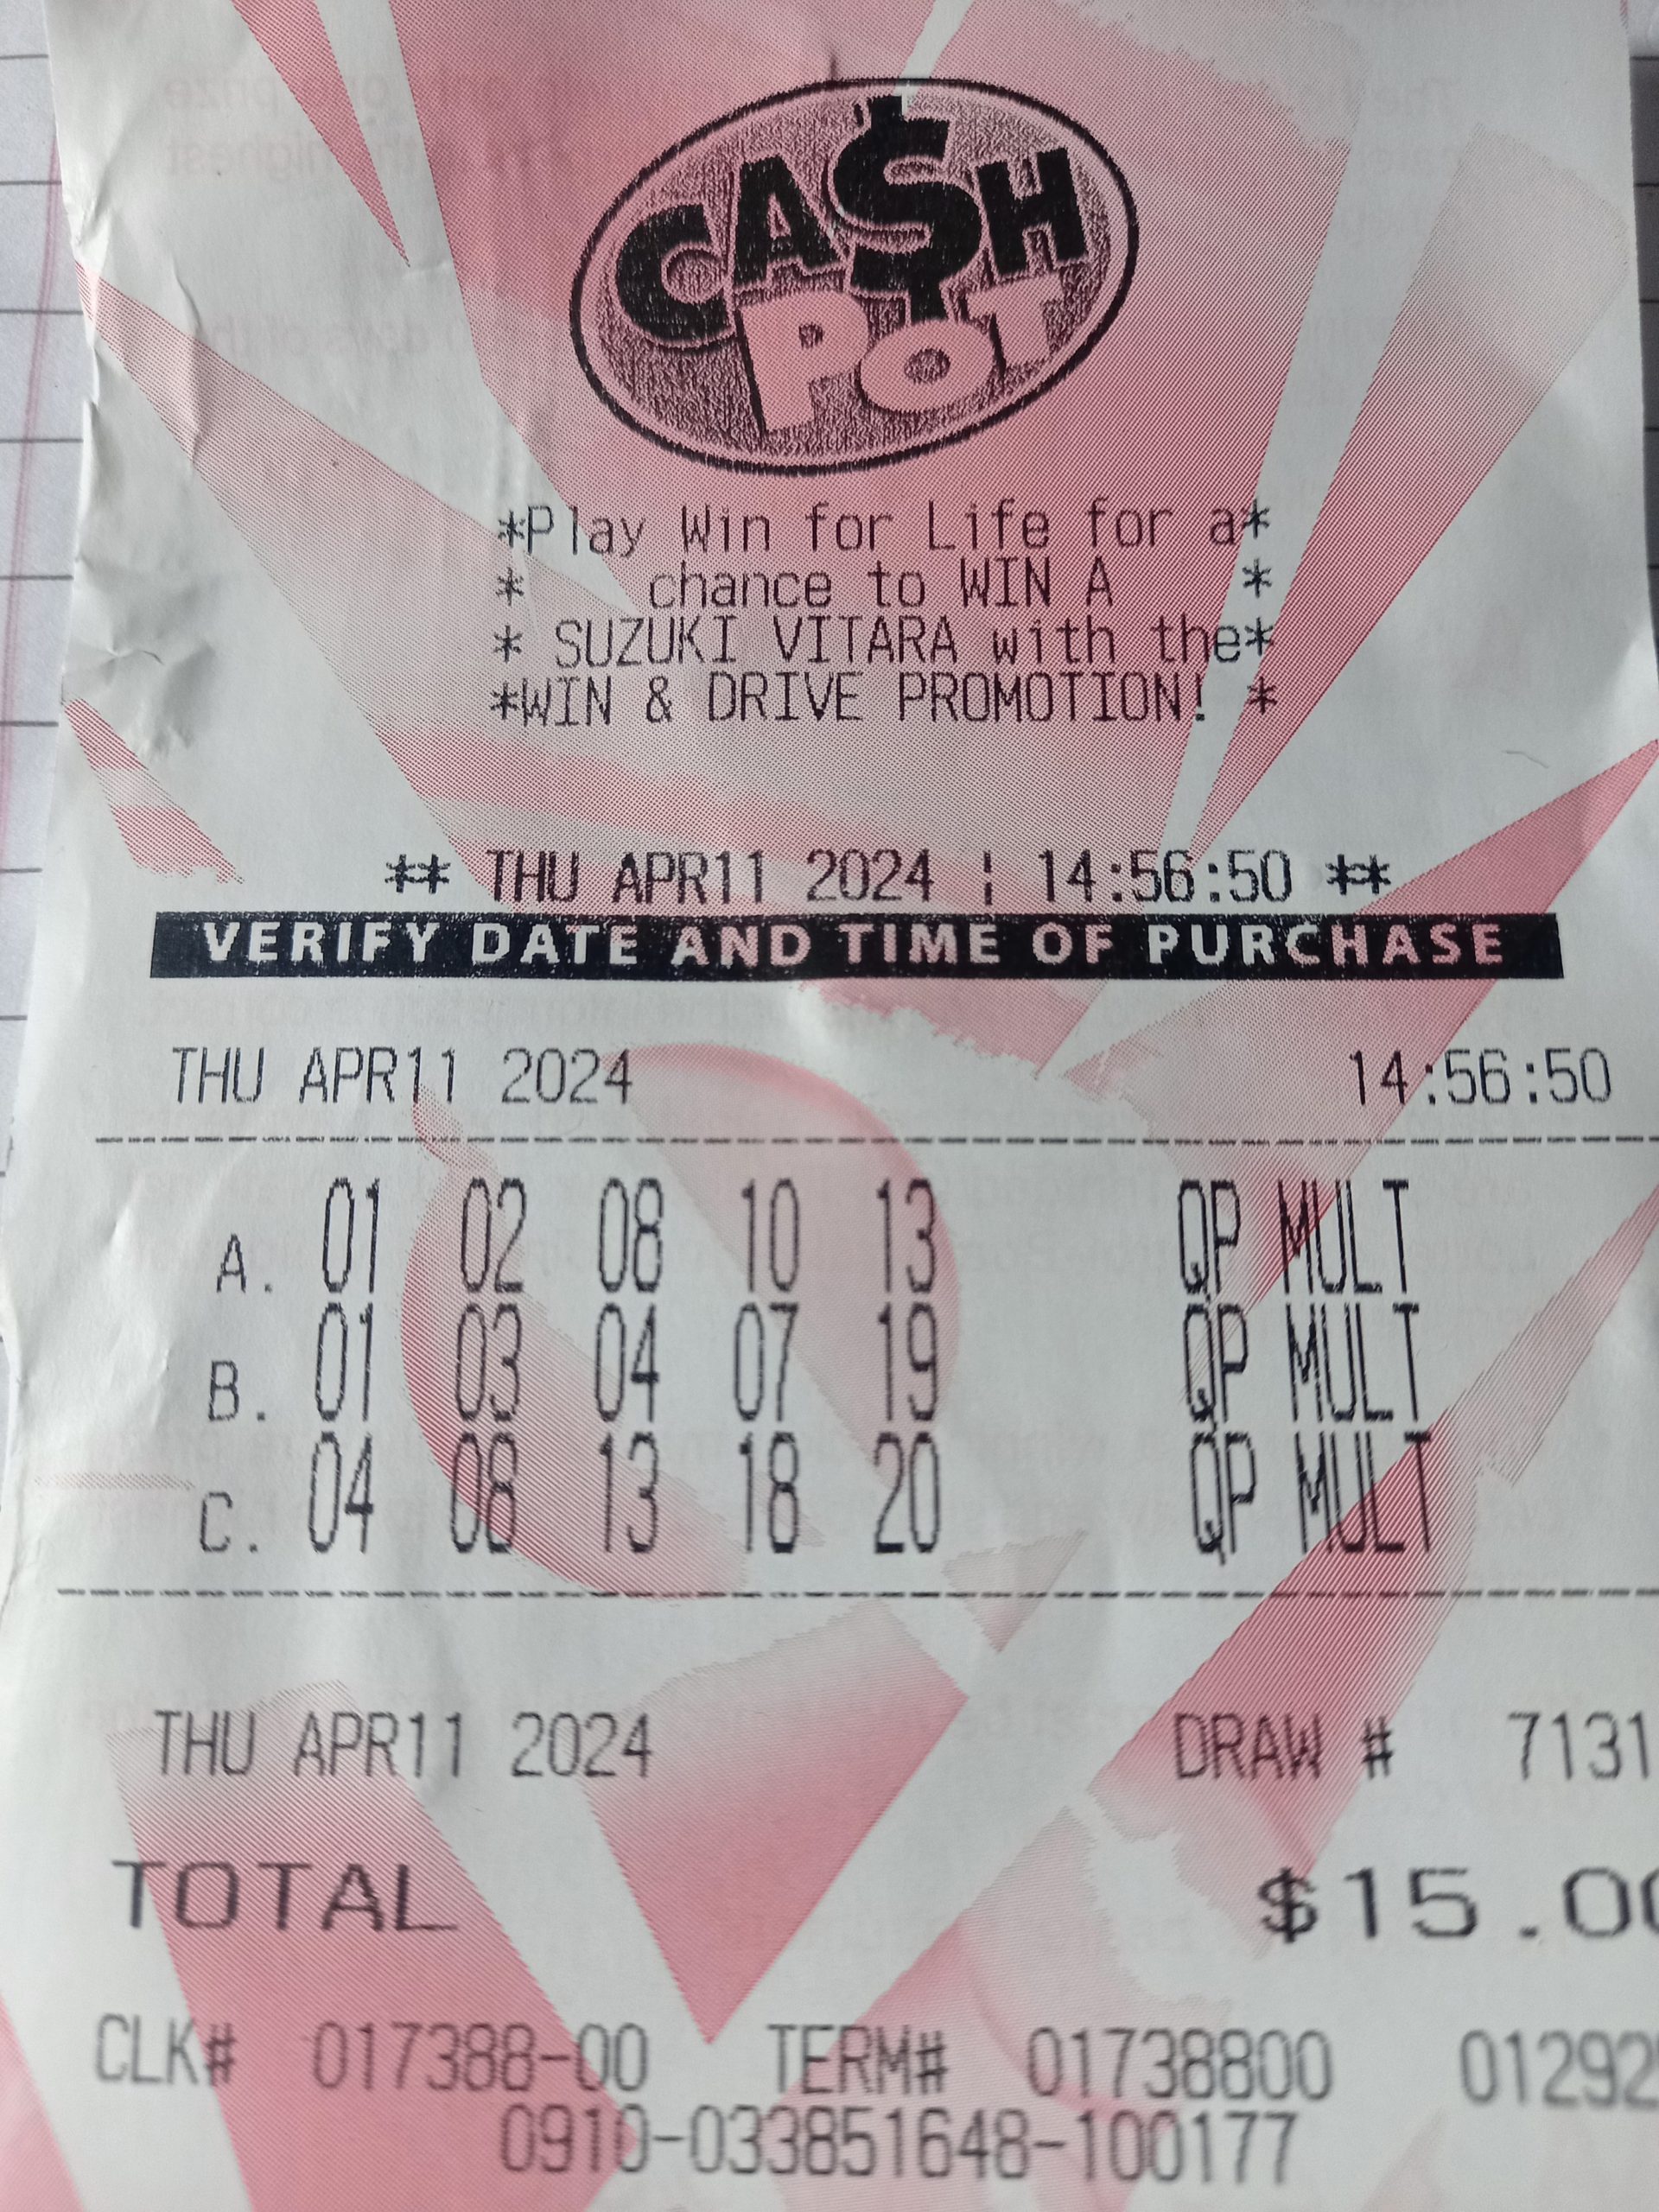 CA$H
POT
*Play Win for Life for a*
* chance to WIN A *
* SUZUKI VITARA with the*
*WIN & DRIVE PROMOTION! *
** THU APR11 2024 ¦ 14:56:50 **
VERIFY DATE AND TIME OF PURCHASE
THU APR11 2024 14:56:50
A. 01 02 08 10 13 QP MULT
B. 01 03 04 07 19 QP MULT
C. 04 08 13 18 20 QP MULT
THU APR11 2024 DRAW # 7131
TOTAL $15.00
CLK# 017388-00 TERM# 01738800
0910-033851648-100177